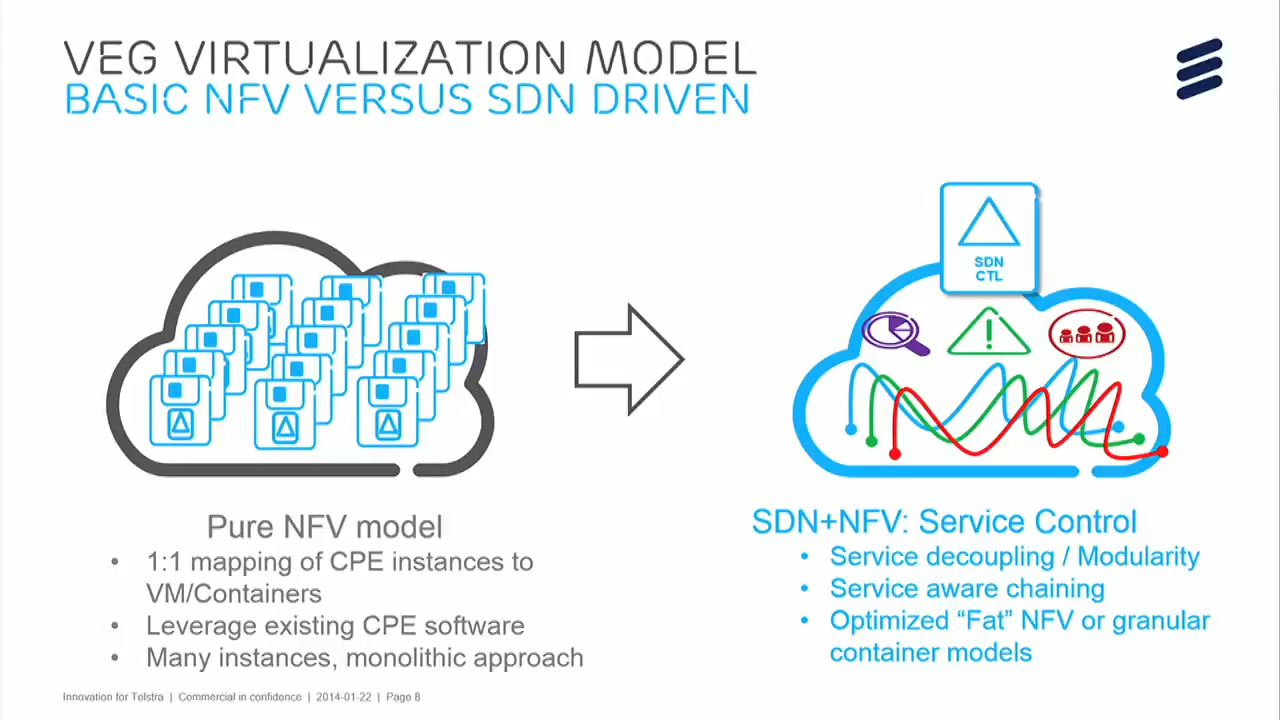 VEG VIRTUALIZATION MODEL
BASIC NFV VERSUS SDN DRIVEN
SDN
CTL
Pure NFV model
• 1:1 mapping of CPE instances to
VM/Containers
• Leverage existing CPE software
• Many instances, monolithic approach
SDN+NFV: Service Control
• Service decoupling / Modularity
• Service aware chaining
• Optimized “Fat” NFV or granular
container models
Innovation for Telstra | Commercial in confidence | 2014-01-22 | Page 8